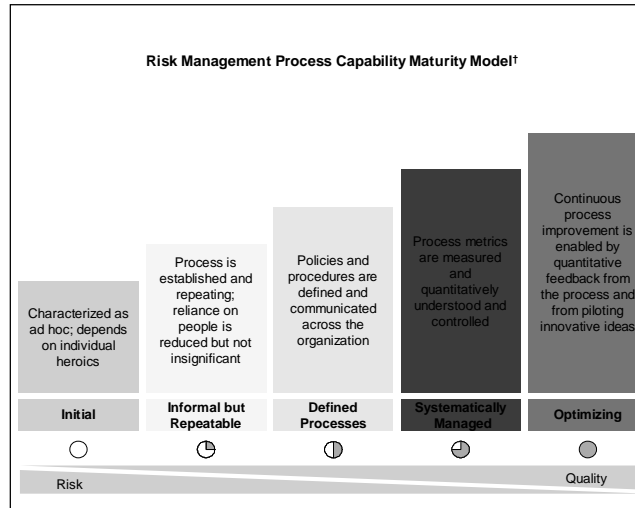 Risk Management Process Capability Maturity Model†
Characterized as
ad hoc; depends
on individual
heroics
Process is
established and
repeating;
reliance on
people is
reduced but not
insignificant
Policies and
procedures are
defined and
communicated
across the
organization
Process metrics
are measured
and
quantitatively
understood and
controlled
Continuous
process
improvement is
enabled by
quantitative
feedback from
the process and
from piloting
innovative ideas
Initial
Informal but
Repeatable
Defined
Processes
Systematically
Managed
Optimizing
Risk
Quality